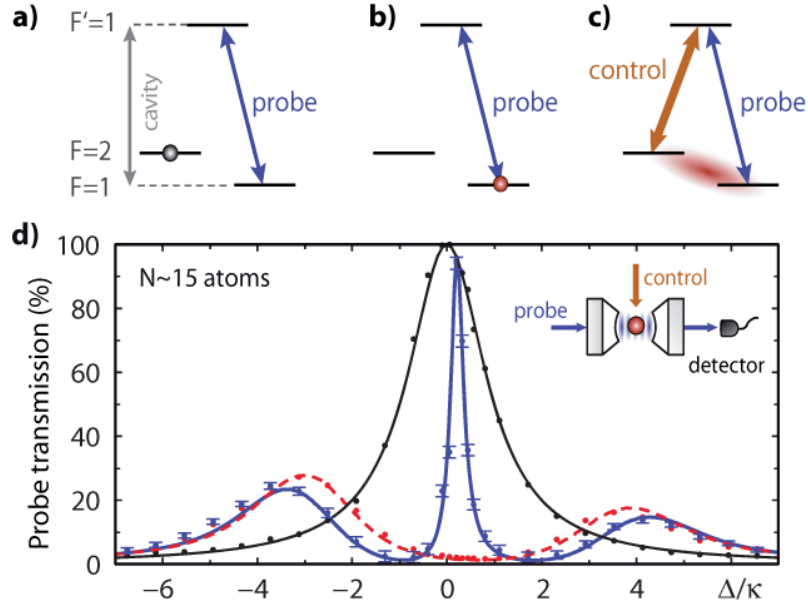 a) b) c)
F'=1
control
probe probe probe
cavity
F=2
F=1
d)
100
N~15 atoms
control
80
probe
60
detector
40
20
0
Probe transmission (%)
−6 −4 −2 0 2 4 Δ/κ